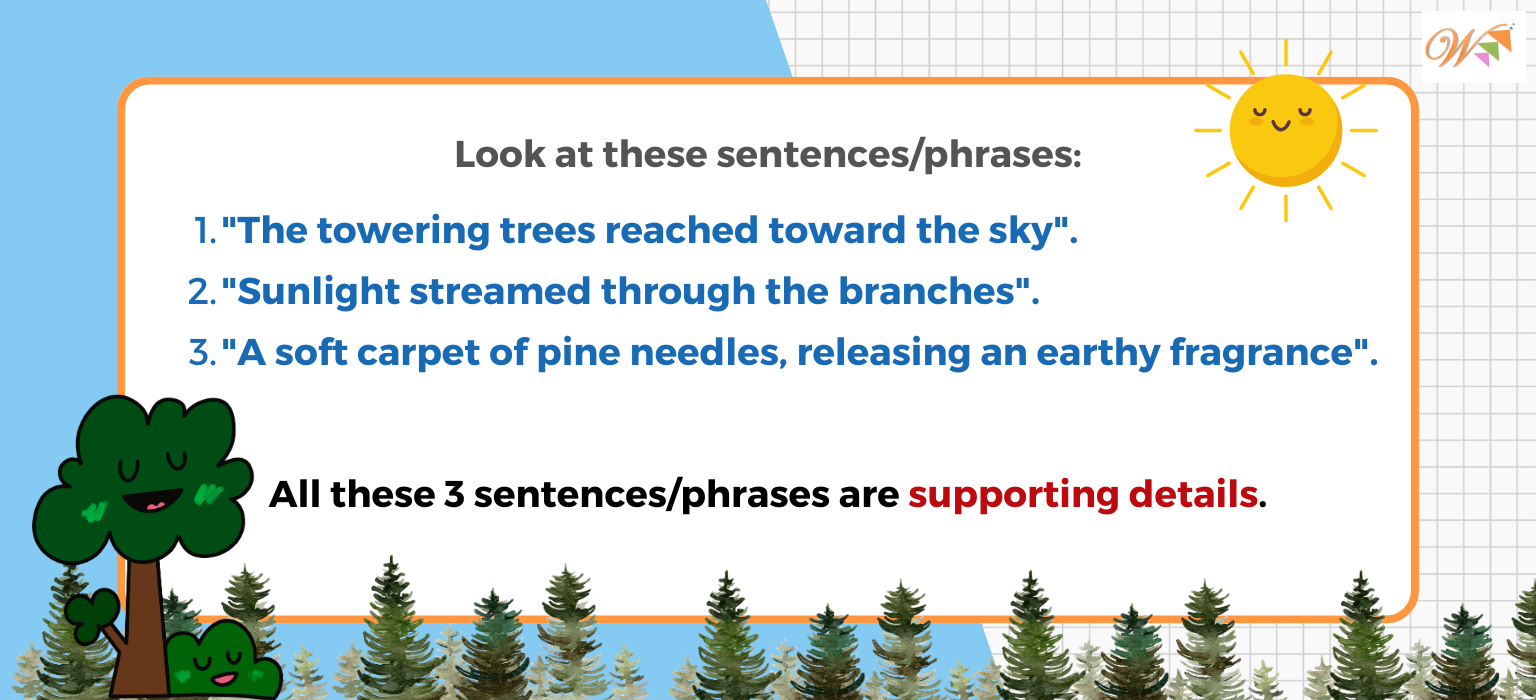 W
Look at these sentences/phrases:
1. "The towering trees reached toward the sky".
2. "Sunlight streamed through the branches".
3. "A soft carpet of pine needles, releasing an earthy fragrance".
All these 3 sentences/phrases are supporting details.